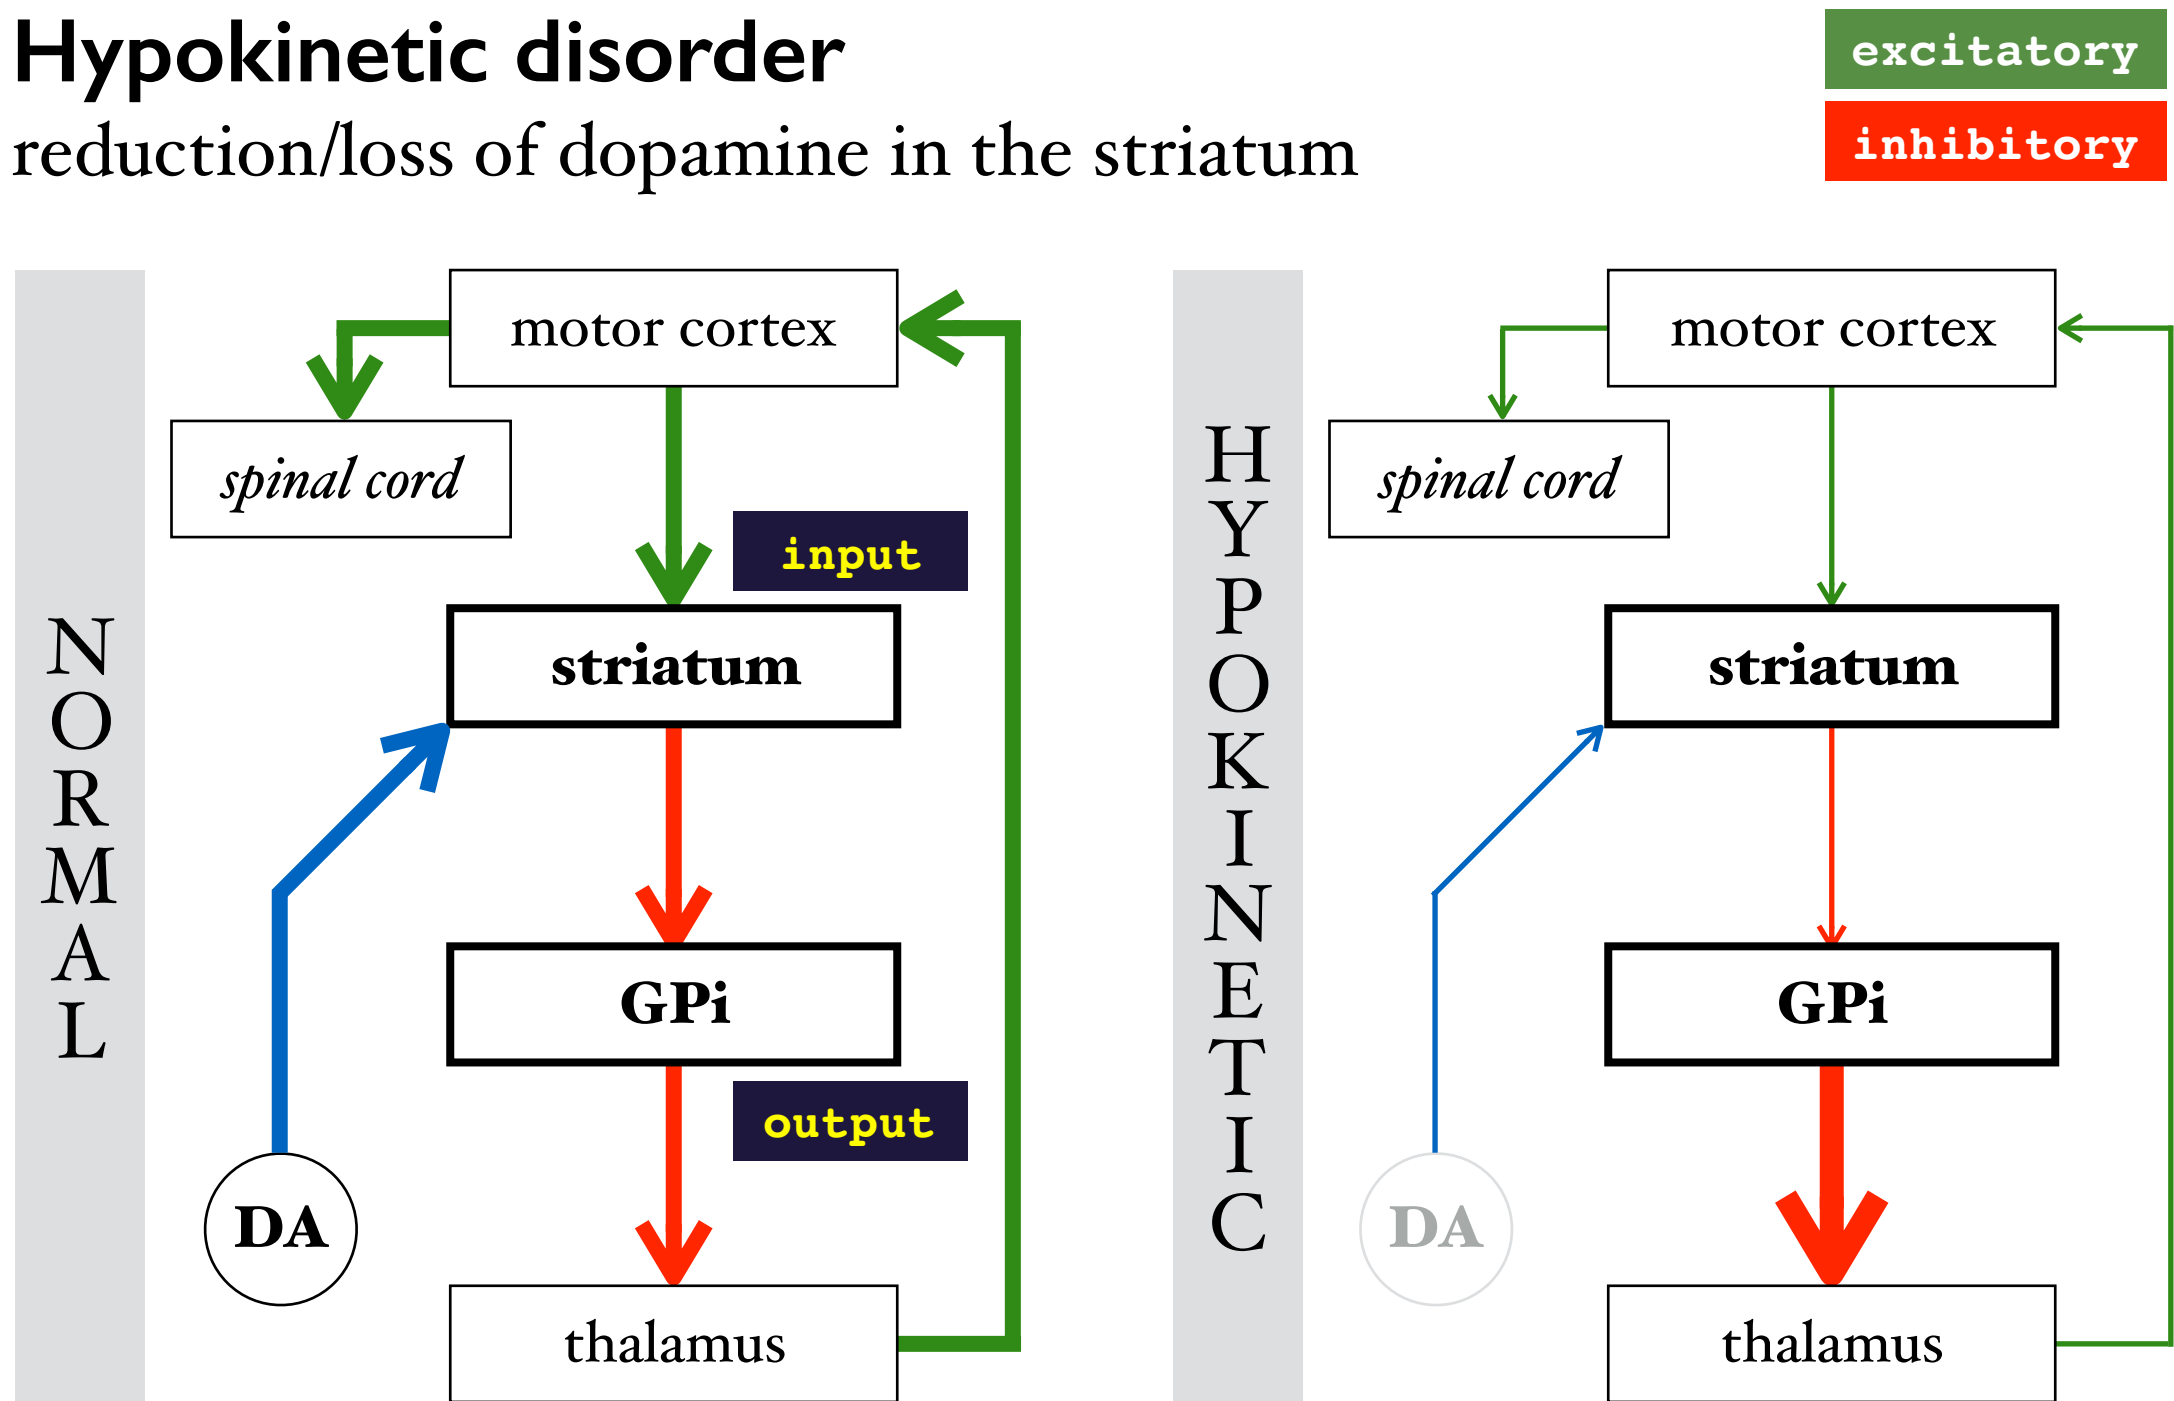 Hypokinetic disorder
reduction/loss of dopamine in the striatum
excitatory
inhibitory
NORMAL
motor cortex
spinal cord
input
striatum
GPi
output
DA
thalamus
HYPOKINETIC
motor cortex
spinal cord
striatum
GPi
DA
thalamus